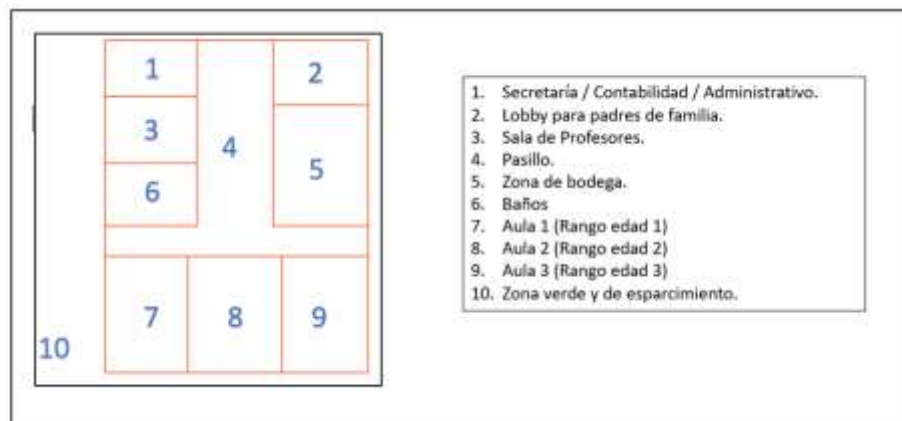 1
2
3
4
5
6
7
8
9
10
1. Secretaría / Contabilidad / Administrativo.
2. Lobby para padres de familia.
3. Sala de Profesores.
4. Pasillo.
5. Zona de bodega.
6. Baños
7. Aula 1 (Rango edad 1)
8. Aula 2 (Rango edad 2)
9. Aula 3 (Rango edad 3)
10. Zona verde y de esparcimiento.